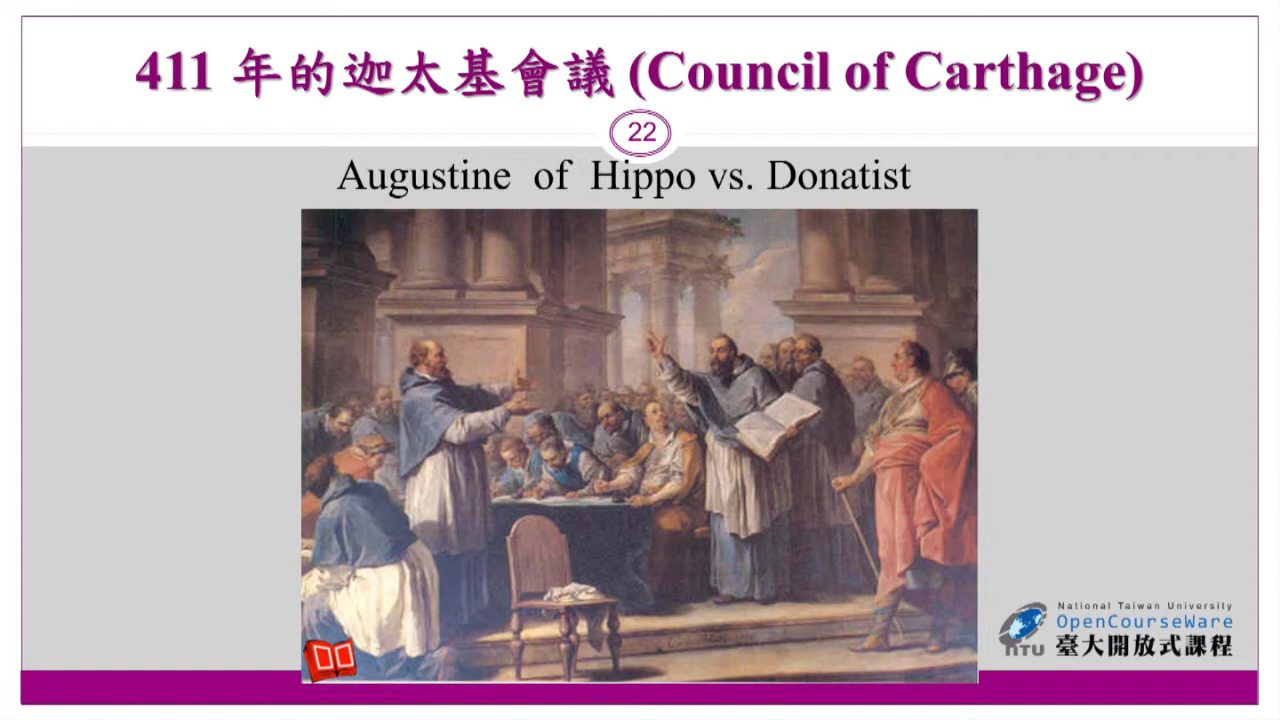 411 年的迦太基會議 (Council of Carthage)
22
Augustine of Hippo vs. Donatist
National Taiwan University
OpenCourseWare
NTU 臺大開放式課程